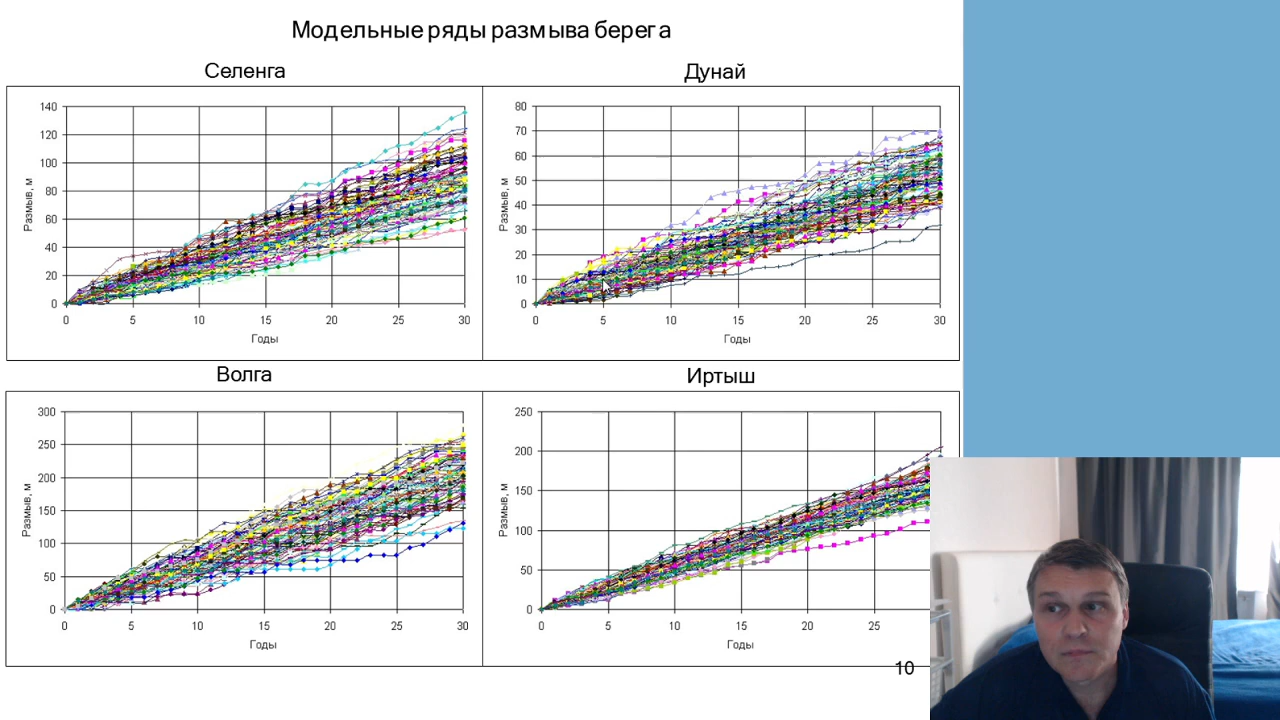 Модельные ряды размыва берега
Селенга
Дунай
140
120
100
80
60
40
20
0
Размыв, м
0 5 10 15 20 25 30
Годы
80
70
60
50
40
30
20
10
0
Размыв, м
0 5 10 15 20 25 30
Годы
Волга
Иртыш
300
250
200
150
100
50
0
Размыв, м
0 5 10 15 20 25 30
Годы
250
200
150
100
50
0
Размыв, м
0 5 10 15 20 25
Годы
10